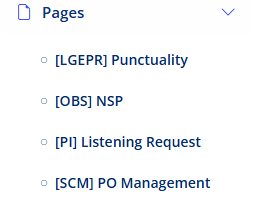 Pages
[LGEPR] Punctuality
[OBS] NSP
[PI] Listening Request
[SCM] PO Management